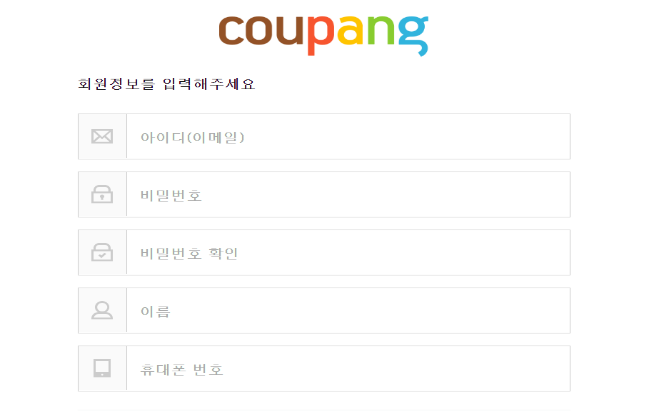 coupang
회원정보를 입력해주세요
아이디(이메일)
비밀번호
비밀번호 확인
이름
휴대폰 번호